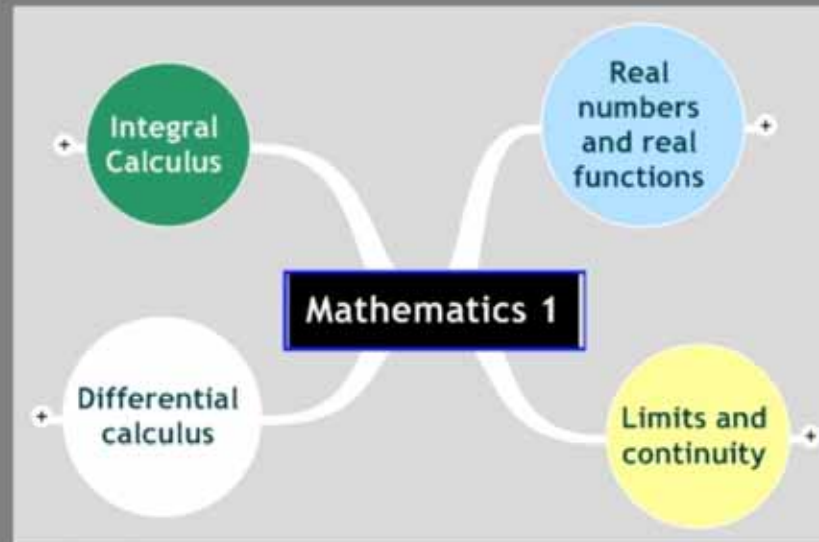 Integral
Calculus
Real
numbers
and real
functions
Mathematics 1
Differential
calculus
Limits and
continuity
+
+
+
+